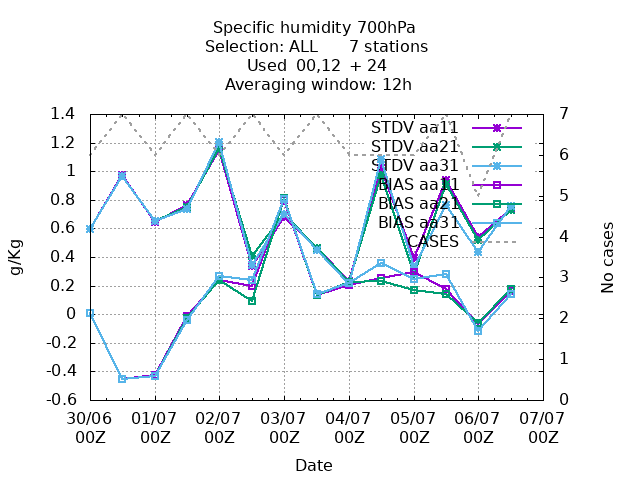 Specific humidity 700hPa
Selection: ALL 7 stations
Used 00,12 + 24
Averaging window: 12h
1.4
1.2
1
0.8
0.6
0.4
0.2
0
-0.2
-0.4
-0.6
g/Kg
STDV aa11
STDV aa21
STDV aa31
BIAS aa11
BIAS aa21
BIAS aa31
CASES
7
6
5
4
3
2
1
0
No cases
30/06 01/07 02/07 03/07 04/07 05/07 06/07 07/07
00Z 00Z 00Z 00Z 00Z 00Z 00Z 00Z
Date